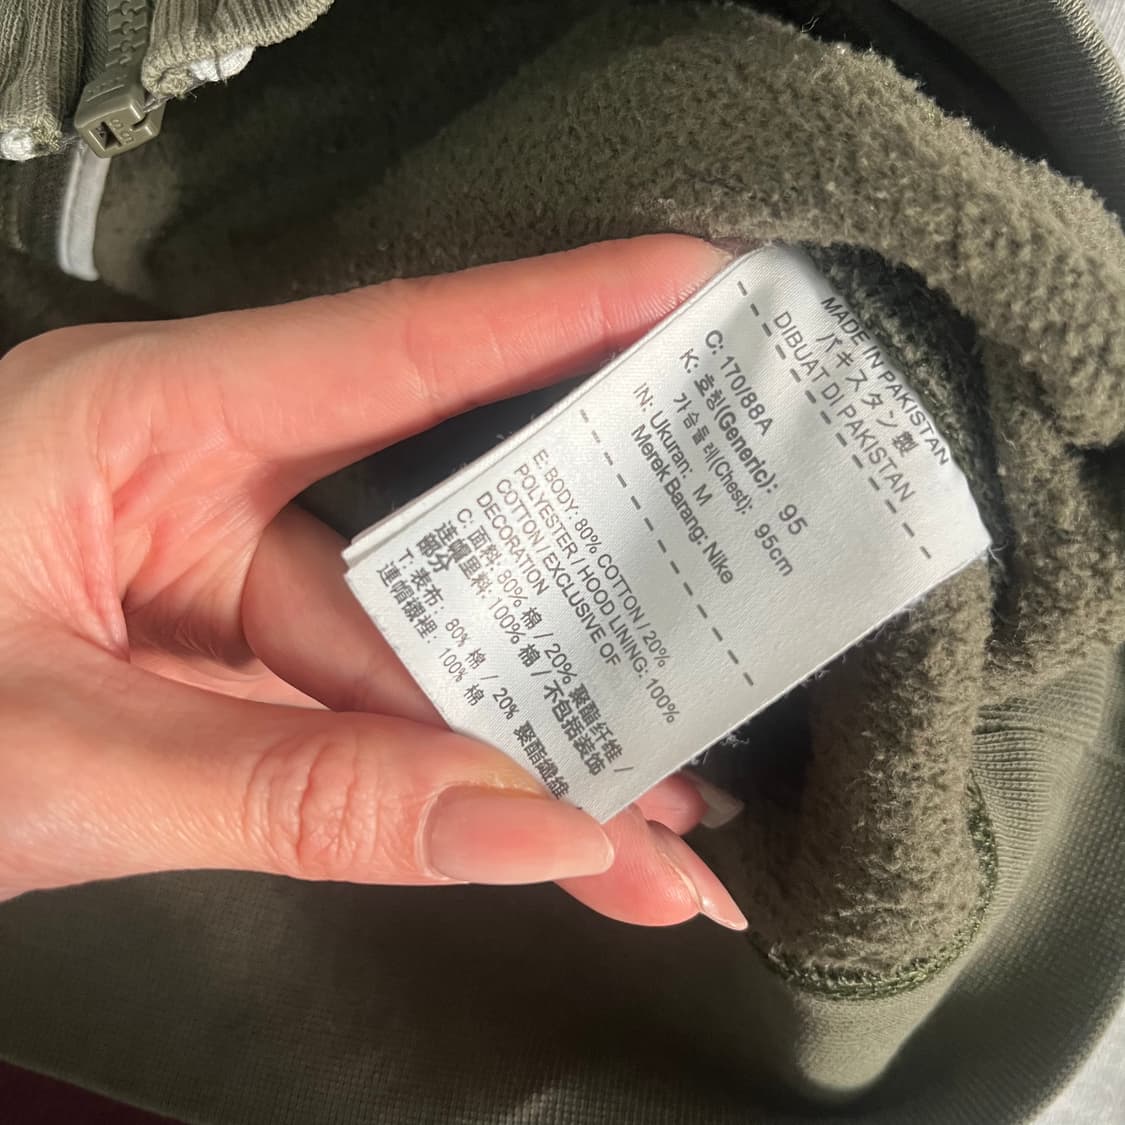 MADE IN PAKISTAN
パキスタン製
DIBUAT DI PAKISTAN
C: 170/88A
K: 호칭(Generic): 95
가슴둘레(Chest): 95cm
IN: Ukuran: M
Merek Barang: Nike
E: BODY: 80% COTTON / 20%
POLYESTER / HOOD LINING: 100%
COTTON / EXCLUSIVE OF
DECORATION
C: 面料: 80% 棉 / 20% 聚酯纤维 /
连帽里料: 100% 棉 / 不包括装饰
部分
T: 表布: 80% 棉 / 20% 聚酯纖維
連帽襯裡: 100% 棉